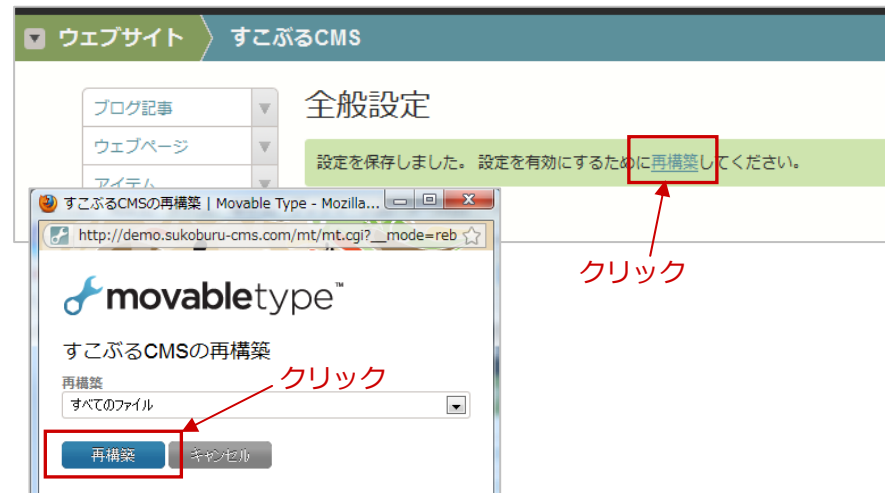 ウェブサイト
すこぶるCMS
ブログ記事
ウェブページ
アイテム
全般設定
設定を保存しました。 設定を有効にするために再構築してください。
クリック
すこぶるCMSの再構築 | Movable Type - Mozilla...
http://demo.sukoburu-cms.com/mt/mt.cgi?__mode=reb
movabletype™
すこぶるCMSの再構築
クリック
再構築
すべてのファイル
再構築
キャンセル